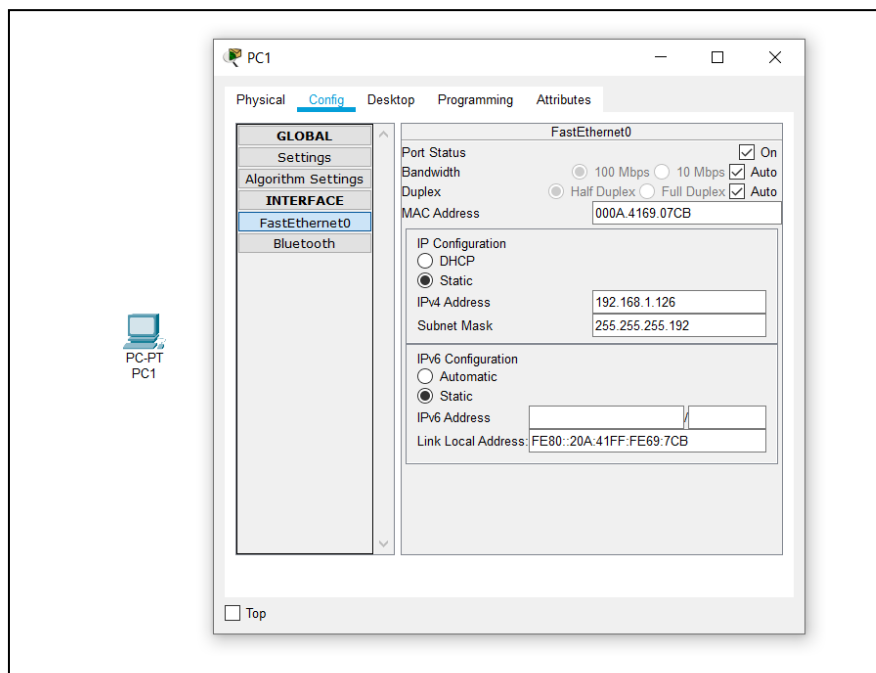 PC1
Physical Config Desktop Programming Attributes
GLOBAL
Settings
Algorithm Settings
INTERFACE
FastEthernet0
Bluetooth
FastEthernet0
Port Status On
Bandwidth 100 Mbps 10 Mbps Auto
Duplex Half Duplex Full Duplex Auto
MAC Address 000A.4169.07CB
IP Configuration
DHCP
Static
IPv4 Address 192.168.1.126
Subnet Mask 255.255.255.192
IPv6 Configuration
Automatic
Static
IPv6 Address /
Link Local Address: FE80::20A:41FF:FE69:7CB
Top
PC-PT
PC1